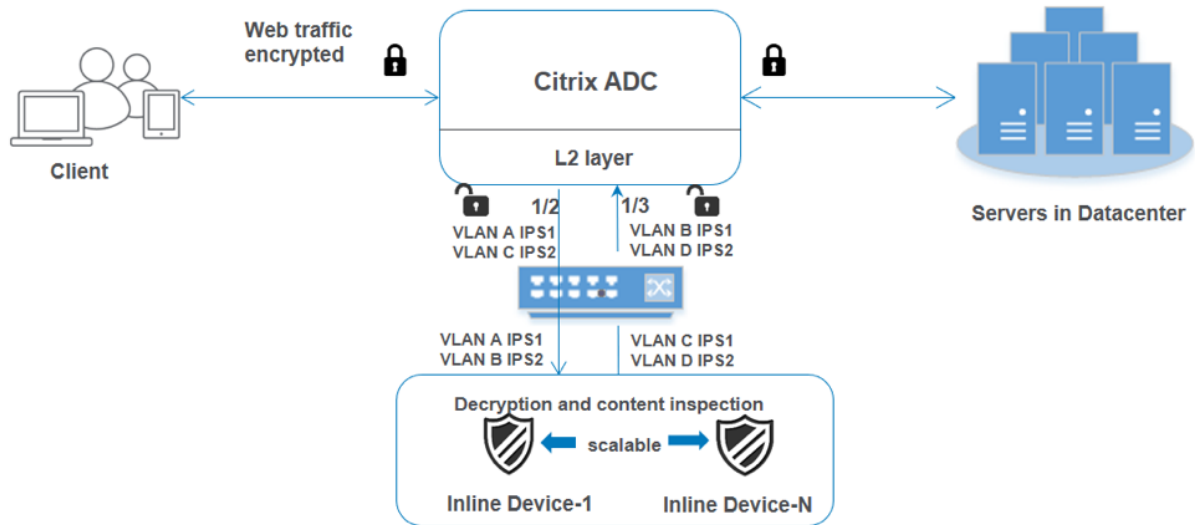 Web traffic
encrypted
Citrix ADC
L2 layer
Client
Servers in Datacenter
1/2
1/3
VLAN A IPS1
VLAN C IPS2
VLAN B IPS1
VLAN D IPS2
VLAN A IPS1
VLAN B IPS2
VLAN C IPS1
VLAN D IPS2
Decryption and content inspection
scalable
Inline Device-1
Inline Device-N